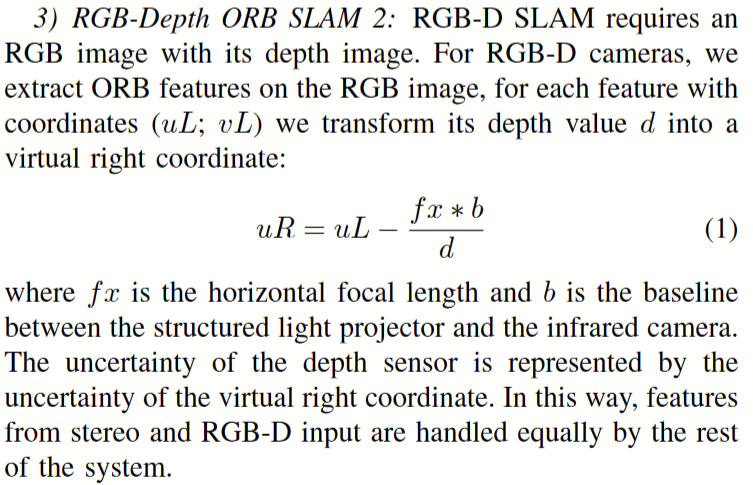 3) RGB-Depth ORB SLAM 2: RGB-D SLAM requires an
RGB image with its depth image. For RGB-D cameras, we
extract ORB features on the RGB image, for each feature with
coordinates (uL; vL) we transform its depth value d into a
virtual right coordinate:
uR = uL − \frac{fx ∗ b}{d} (1)
where fx is the horizontal focal length and b is the baseline
between the structured light projector and the infrared camera.
The uncertainty of the depth sensor is represented by the
uncertainty of the virtual right coordinate. In this way, features
from stereo and RGB-D input are handled equally by the rest
of the system.